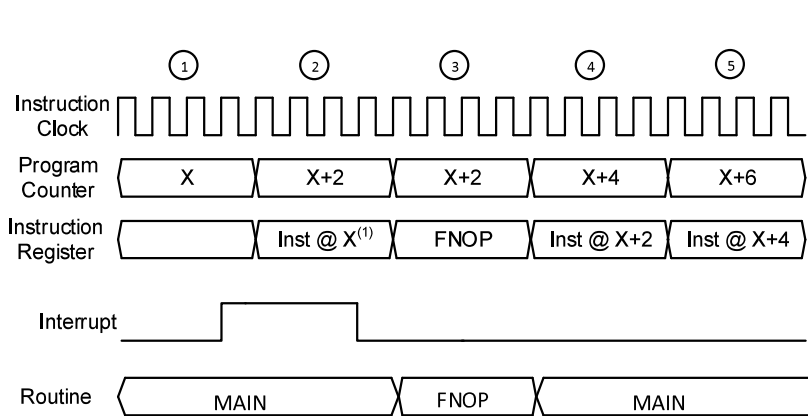 1 2 3 4 5
Instruction
Clock
Program
Counter
X X+2 X+2 X+4 X+6
Instruction
Register
Inst @ X(1) FNOP Inst @ X+2 Inst @ X+4
Interrupt
Routine MAIN FNOP MAIN